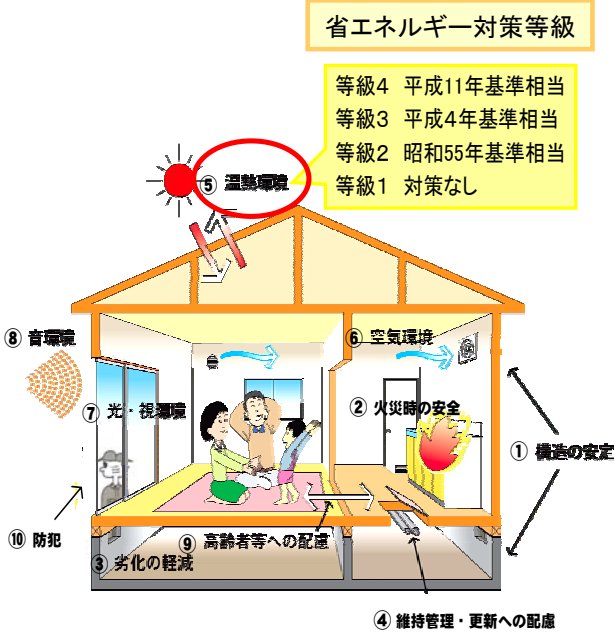 省エネルギー対策等級
等級4 平成11年基準相当
等級3 平成4年基準相当
等級2 昭和55年基準相当
等級1 対策なし
⑤ 温熱環境
⑧ 音環境
⑥ 空気環境
⑦ 光・視環境
② 火災時の安全
① 構造の安定
⑩ 防犯
⑨ 高齢者等への配慮
③ 劣化の軽減
④ 維持管理・更新への配慮